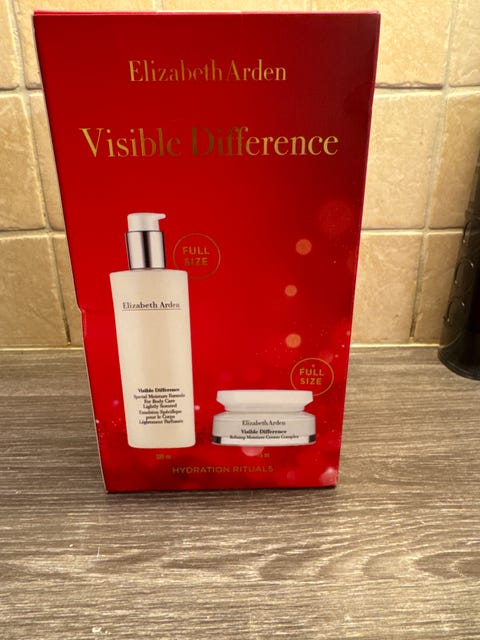 Elizabeth Arden
Visible Difference
FULL
SIZE
Elizabeth Arden
Visible Difference
Special Moisture Formula
For Body Care
Lightly Scented
Emulsion Spécifique
pour le Corps
Légèrement Parfumée
FULL
SIZE
Elizabeth Arden
Visible Difference
Refining Moisture Cream Complex
HYDRATION RITUALS